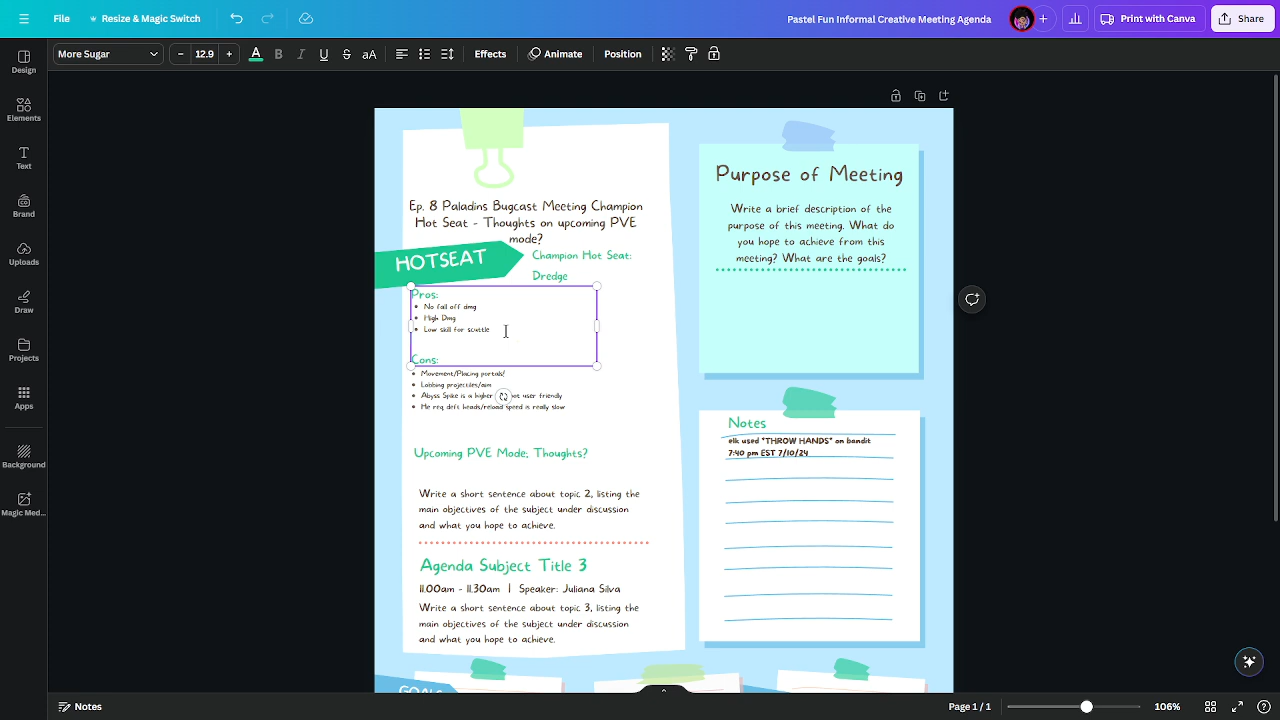 File
Resize & Magic Switch
Pastel Fun Informal Creative Meeting Agenda
Print with Canva
Share
More Sugar
12.9
Effects
Animate
Position
Design
Elements
Text
Brand
Uploads
Draw
Projects
Apps
Background
Magic Med...
Ep. 8 Paladins Bugcast Meeting Champion
Hot Seat - Thoughts on upcoming PVE
mode?
HOTSEAT
Champion Hot Seat:
Dredge
Pros:
No fall off dmg
High Dmg
Low skill for scuttle
Cons:
Movement/Placing portals!
Lobbing projectiles/aim
Abyss Spike is a higher not user friendly
He req. deft heads/reload speed is really slow
Upcoming PVE Mode; Thoughts?
Write a short sentence about topic 2, listing the
main objectives of the subject under discussion
and what you hope to achieve.
Agenda Subject Title 3
11.00am - 11.30am | Speaker: Juliana Silva
Write a short sentence about topic 3, listing the
main objectives of the subject under discussion
and what you hope to achieve.
Purpose of Meeting
Write a brief description of the
purpose of this meeting. What do
you hope to achieve from this
meeting? What are the goals?
Notes
elk used *THROW HANDS* on bandit
7:40 pm EST 7/10/24
Notes
Page 1 / 1
106%